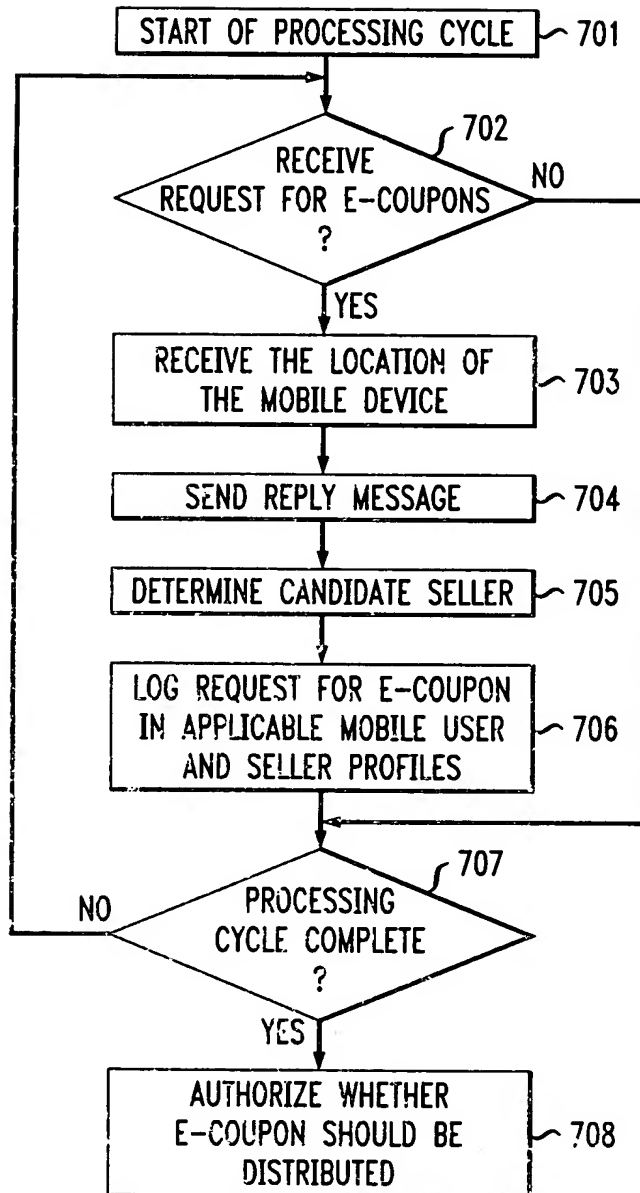 START OF PROCESSING CYCLE 701
702
RECEIVE
REQUEST FOR E-COUPONS
?
NO
YES
RECEIVE THE LOCATION OF
THE MOBILE DEVICE
703
SEND REPLY MESSAGE 704
DETERMINE CANDIDATE SELLER 705
LOG REQUEST FOR E-COUPON
IN APPLICABLE MOBILE USER
AND SELLER PROFILES
706
707
NO
PROCESSING
CYCLE COMPLETE
?
YES
AUTHORIZE WHETHER
E-COUPON SHOULD BE
DISTRIBUTED
708